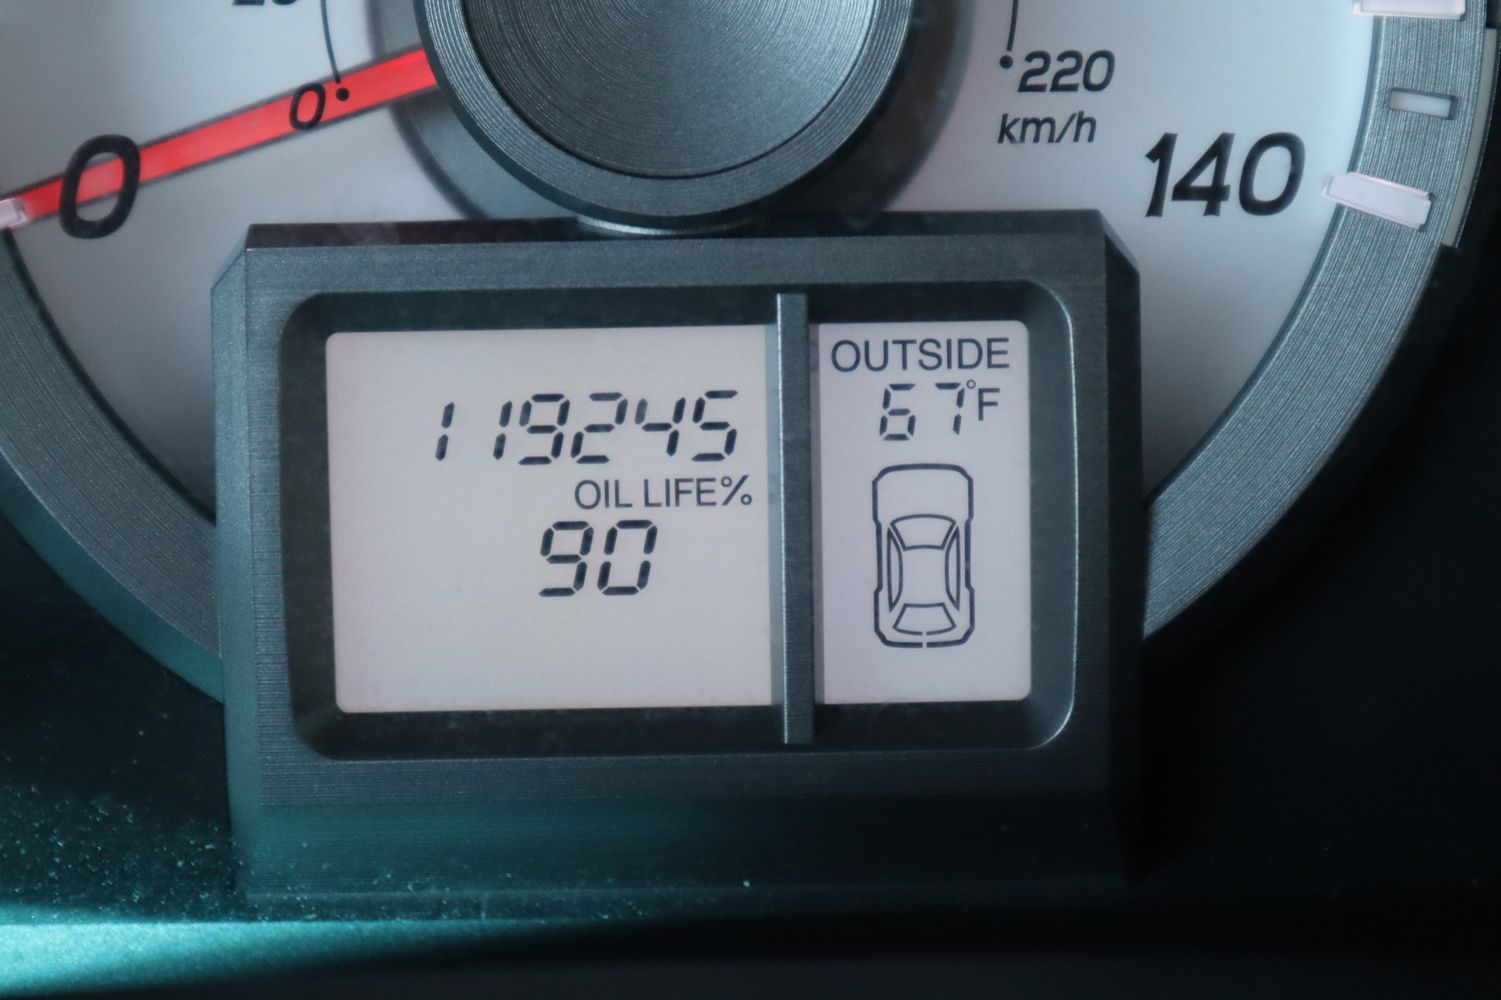 0
0
220
km/h
140
119245
OIL LIFE%
90
OUTSIDE
67°F